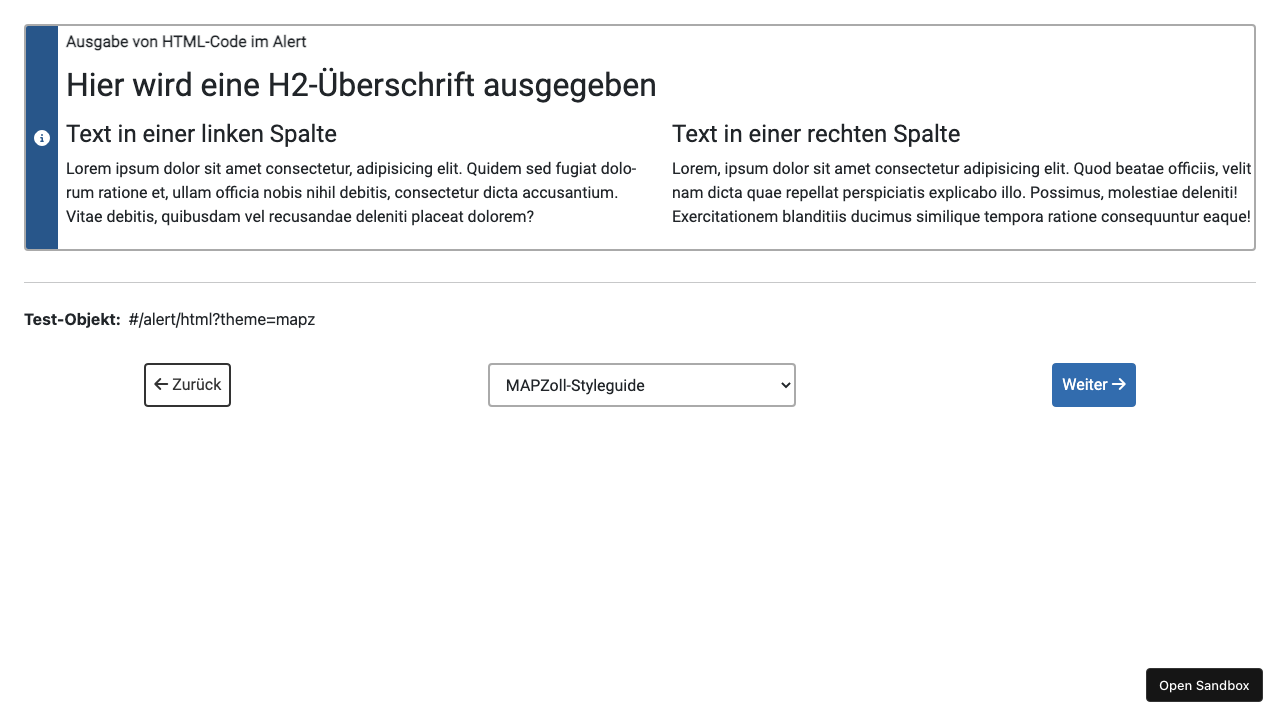 Ausgabe von HTML-Code im Alert
Hier wird eine H2-Überschrift ausgegeben
Text in einer linken Spalte
Lorem ipsum dolor sit amet consectetur, adipisicing elit. Quidem sed fugiat dolo-
rum ratione et, ullam officia nobis nihil debitis, consectetur dicta accusantium.
Vitae debitis, quibusdam vel recusandae deleniti placeat dolorem?
Text in einer rechten Spalte
Lorem, ipsum dolor sit amet consectetur adipisicing elit. Quod beatae officiis, velit
nam dicta quae repellat perspiciatis explicabo illo. Possimus, molestiae deleniti!
Exercitationem blanditiis ducimus similique tempora ratione consequuntur eaque!
Test-Objekt: #/alert/html?theme=mapz
← Zurück
MAPZoll-Styleguide
Weiter →
Open Sandbox